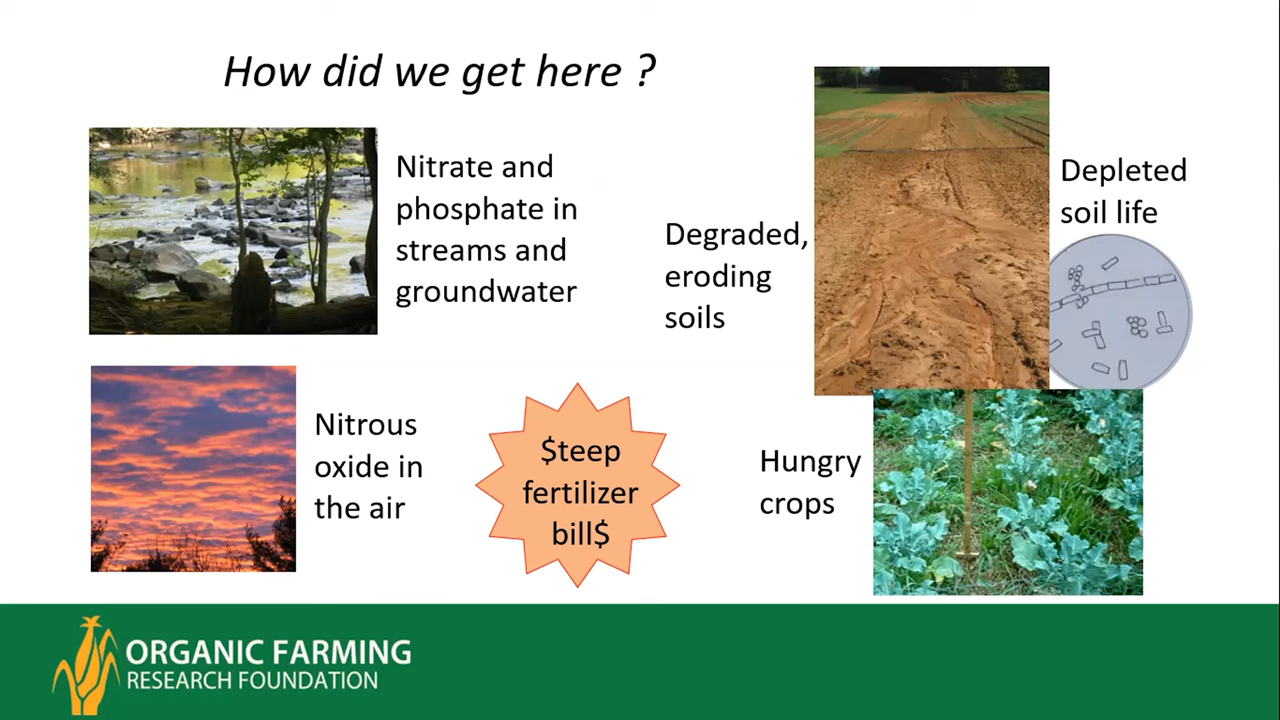 How did we get here ?
Nitrate and
phosphate in
streams and
groundwater
Degraded,
eroding
soils
Depleted
soil life
Nitrous
oxide in
the air
$teep
fertilizer
bill$
Hungry
crops
ORGANIC FARMING
RESEARCH FOUNDATION